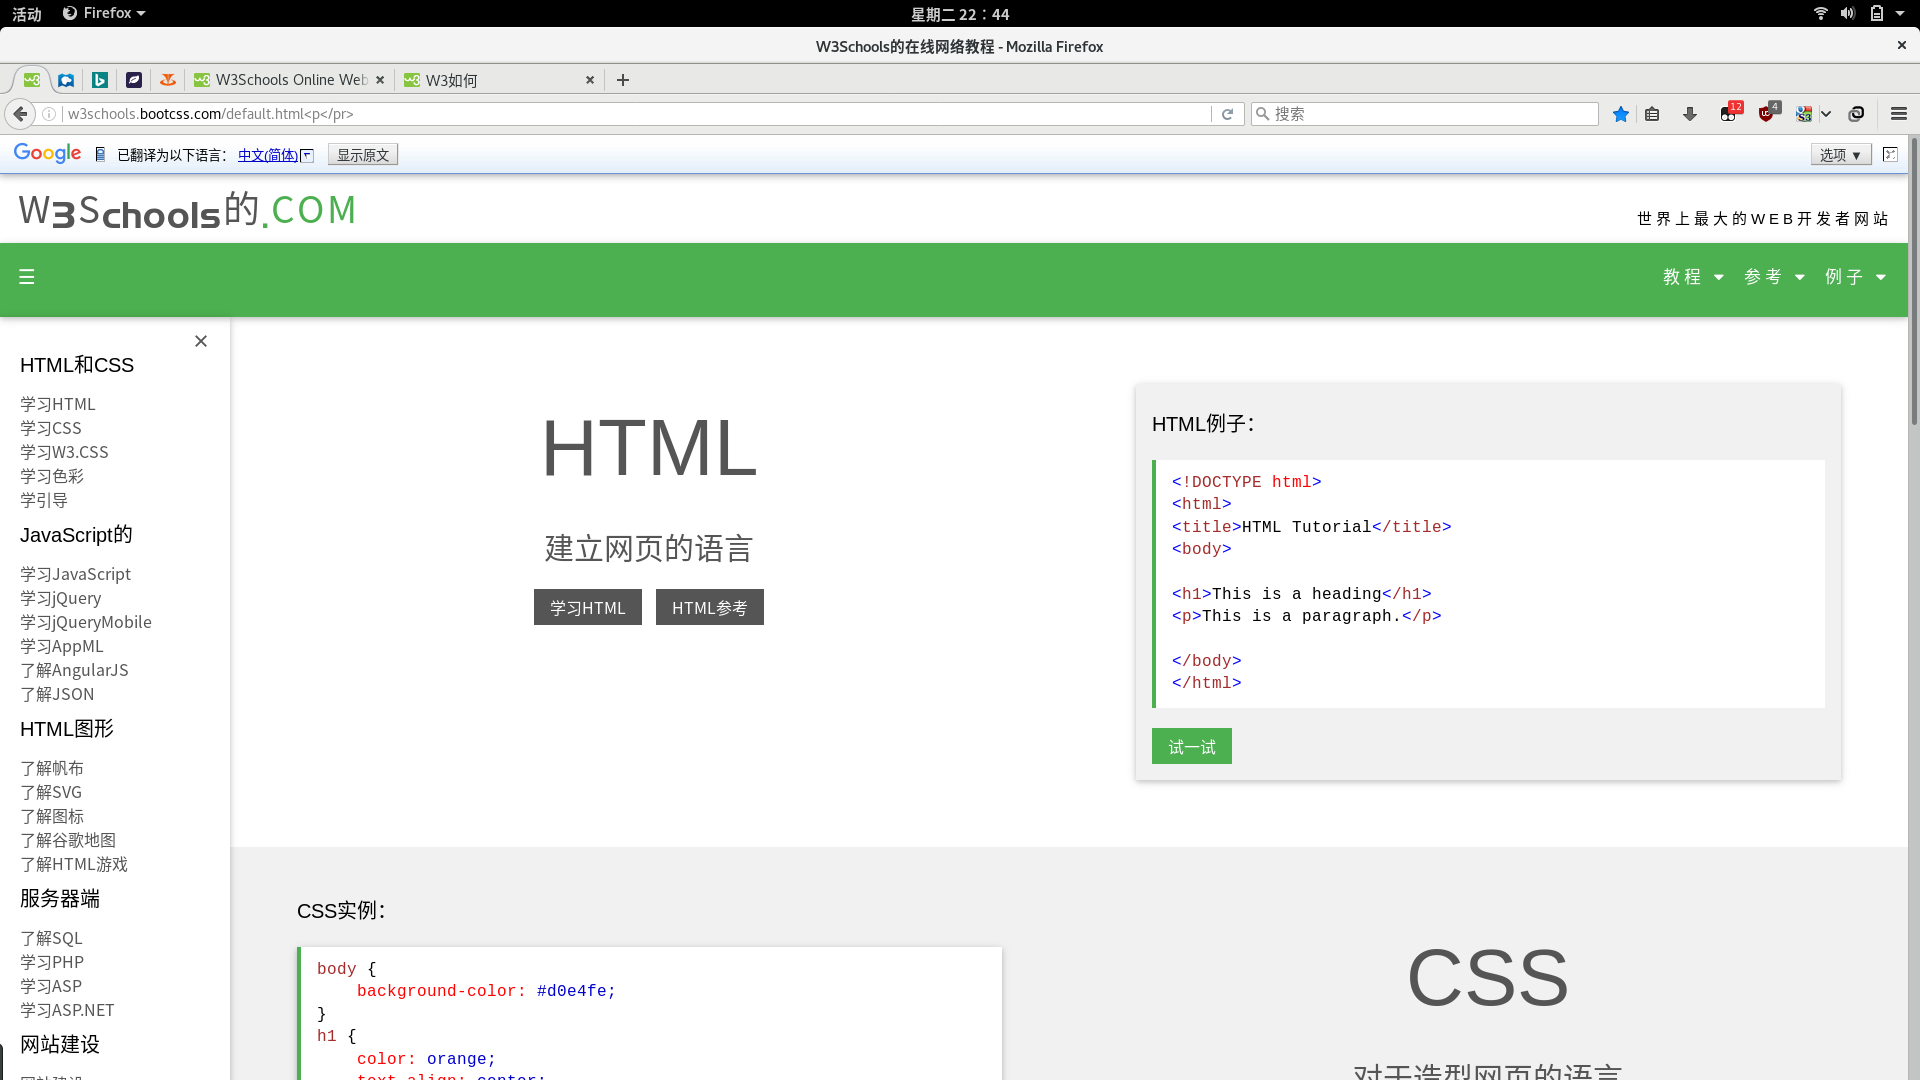 活动 Firefox 星期二 22：44
W3Schools的在线网络教程 - Mozilla Firefox
W3Schools Online Web W3如何
w3schools.bootcss.com/default.html<p</pr> 搜索 12 4
Google 已翻译为以下语言： 中文(简体) 显示原文 选项 ▼
W3Schools的.COM
世界上最大的WEB开发者网站
教程 参考 例子
HTML和CSS
学习HTML
学习CSS
学习W3.CSS
学习色彩
学引导
JavaScript的
学习JavaScript
学习jQuery
学习jQueryMobile
学习AppML
了解AngularJS
了解JSON
HTML图形
了解帆布
了解SVG
了解图标
了解谷歌地图
了解HTML游戏
服务器端
了解SQL
学习PHP
学习ASP
学习ASP.NET
网站建设
网站建设
HTML
建立网页的语言
学习HTML HTML参考
HTML例子：
<!DOCTYPE html>
<html>
<title>HTML Tutorial</title>
<body>
<h1>This is a heading</h1>
<p>This is a paragraph.</p>
</body>
</html>
试一试
CSS实例：
body {
background-color: #d0e4fe;
}
h1 {
color: orange;
text-align: center;
CSS
对于造型网页的语言